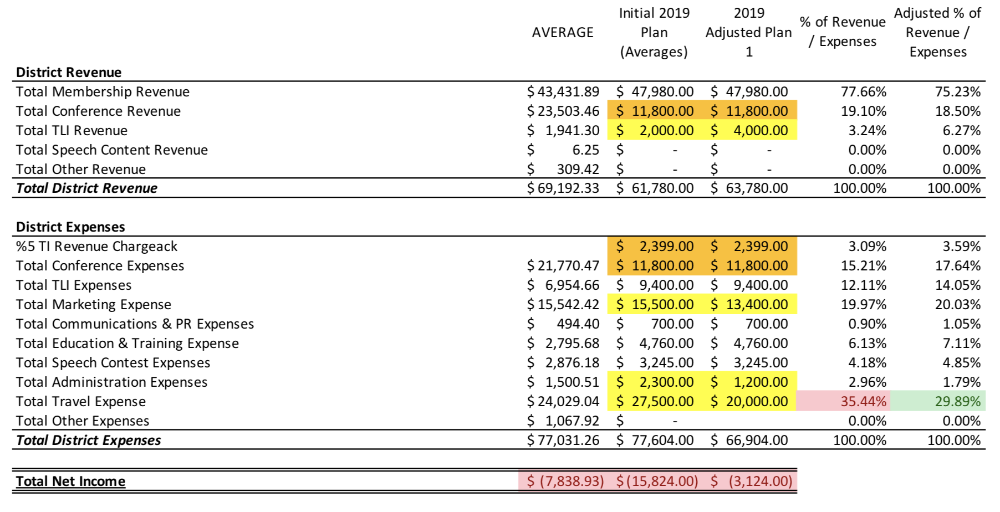 AVERAGE Initial 2019 Plan (Averages) 2019 Adjusted Plan 1 % of Revenue / Expenses Adjusted % of Revenue / Expenses
District Revenue
Total Membership Revenue $ 43,431.89 $ 47,980.00 $ 47,980.00 77.66% 75.23%
Total Conference Revenue $ 23,503.46 $ 11,800.00 $ 11,800.00 19.10% 18.50%
Total TLI Revenue $ 1,941.30 $ 2,000.00 $ 4,000.00 3.24% 6.27%
Total Speech Content Revenue $ 6.25 $ - $ - 0.00% 0.00%
Total Other Revenue $ 309.42 $ - $ - 0.00% 0.00%
Total District Revenue $ 69,192.33 $ 61,780.00 $ 63,780.00 100.00% 100.00%
District Expenses
%5 TI Revenue Chargeack $ 2,399.00 $ 2,399.00 3.09% 3.59%
Total Conference Expenses $ 21,770.47 $ 11,800.00 $ 11,800.00 15.21% 17.64%
Total TLI Expenses $ 6,954.66 $ 9,400.00 $ 9,400.00 12.11% 14.05%
Total Marketing Expense $ 15,542.42 $ 15,500.00 $ 13,400.00 19.97% 20.03%
Total Communications & PR Expenses $ 494.40 $ 700.00 $ 700.00 0.90% 1.05%
Total Education & Training Expense $ 2,795.68 $ 4,760.00 $ 4,760.00 6.13% 7.11%
Total Speech Contest Expenses $ 2,876.18 $ 3,245.00 $ 3,245.00 4.18% 4.85%
Total Administration Expenses $ 1,500.51 $ 2,300.00 $ 1,200.00 2.96% 1.79%
Total Travel Expense $ 24,029.04 $ 27,500.00 $ 20,000.00 35.44% 29.89%
Total Other Expenses $ 1,067.92 $ - 0.00% 0.00%
Total District Expenses $ 77,031.26 $ 77,604.00 $ 66,904.00 100.00% 100.00%
Total Net Income $ (7,838.93) $ (15,824.00) $ (3,124.00)